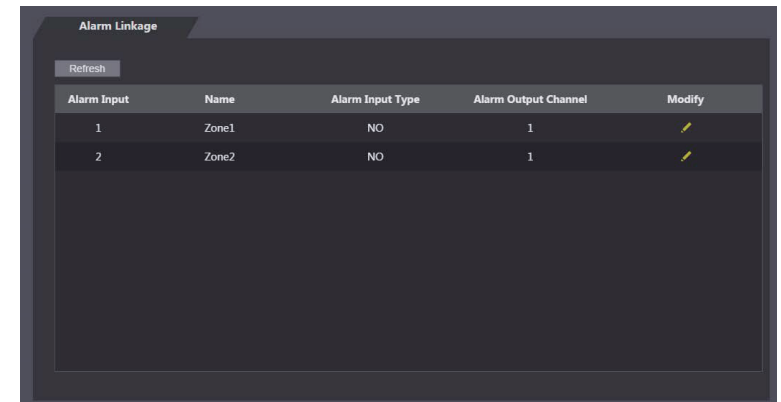 Alarm Linkage
Refresh
Alarm Input Name Alarm Input Type Alarm Output Channel Modify
1 Zone1 NO 1
2 Zone2 NO 1